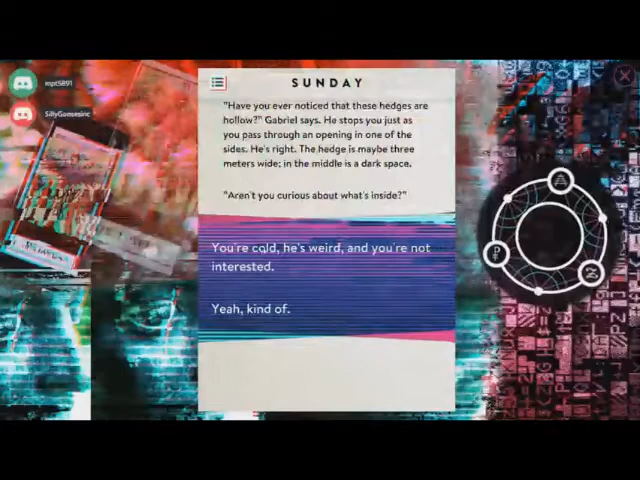 SUNDAY
mpt5891
SillyGoosesinc
"Have you ever noticed that these hedges are
hollow?" Gabriel says. He stops you just as
you pass through an opening in one of the
sides. He's right. The hedge is maybe three
meters wide; in the middle is a dark space.
"Aren't you curious about what's inside?"
You're cold, he's weird, and you're not
interested.
Yeah, kind of.